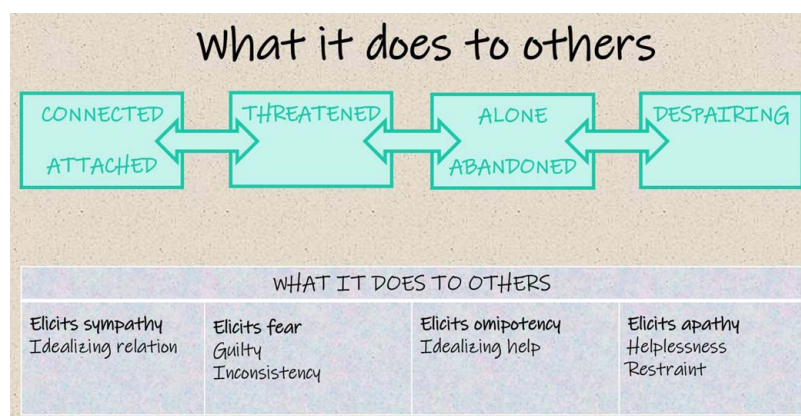 What it does to others
CONNECTED
ATTACHED
THREATENED
ALONE
ABANDONED
DESPAIRING
WHAT IT DOES TO OTHERS
Elicits sympathy
Idealizing relation
Elicits fear
Guilty
Inconsistency
Elicits omipotency
Idealizing help
Elicits apathy
Helplessness
Restraint